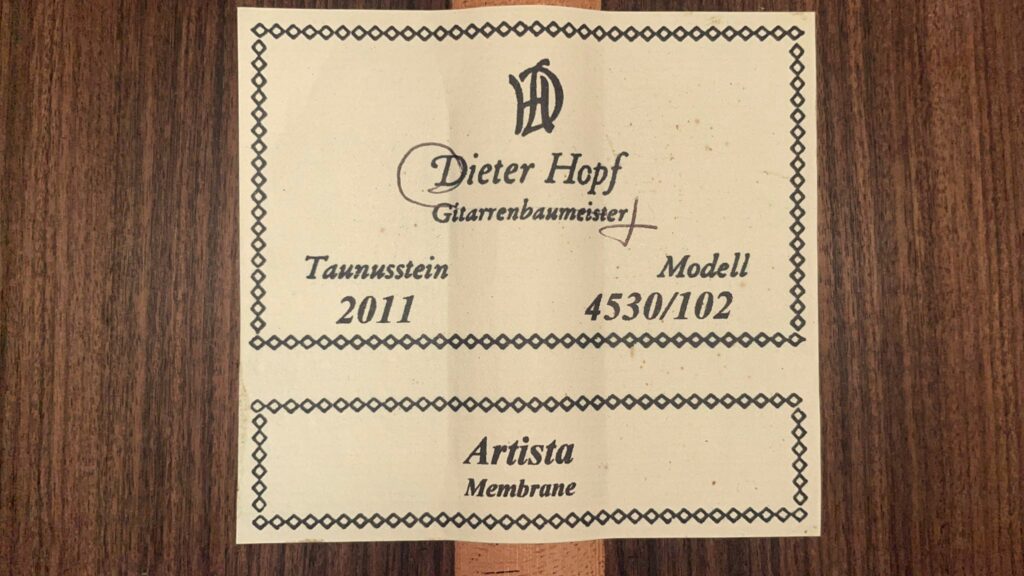 Dieter Hopf
Gitarrenbaumeister
Taunusstein Modell
2011 4530/102
Artista
Membrane